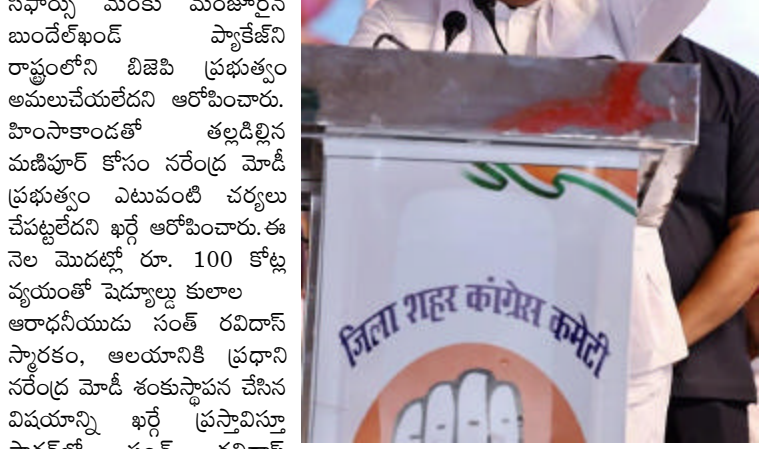 బుందేల్‌ఖండ్ ప్యాకేజ్‌ని
రాష్ట్రంలోని బిజెపి ప్రభుత్వం
అమలుచేయలేదని ఆరోపించారు.
హింసాకాండతో తల్లడిల్లిన
మణిపూర్ కోసం నరేంద్ర మోడీ
ప్రభుత్వం ఎటువంటి చర్యలు
చేపట్టలేదని ఖర్గే ఆరోపించారు.ఈ
నెల మొదట్లో రూ. 100 కోట్ల
వ్యయంతో షెడ్యూల్డు కులాల
ఆరాధనీయుడు సంత్ రవిదాస్
స్మారకం, ఆలయానికి ప్రధాని
నరేంద్ర మోడీ శంకుస్థాపన చేసిన
విషయాన్ని ఖర్గే ప్రస్తావిస్తూ
जिला शहर कांग्रेस कमेटी